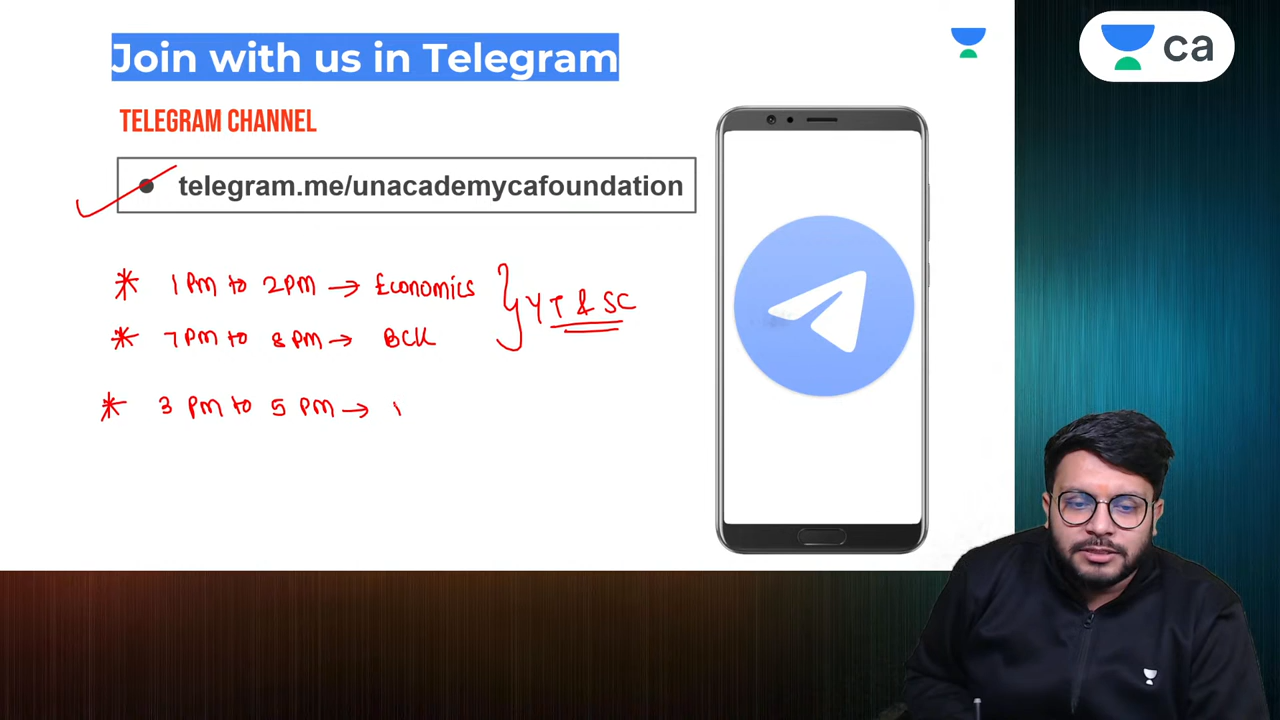 Join with us in Telegram
ca
TELEGRAM CHANNEL
● telegram.me/unacademycafoundation
* 1 PM to 2 PM → Economics
* 7 PM to 8 PM → BCK
} YT & SC
* 3 PM to 5 PM →